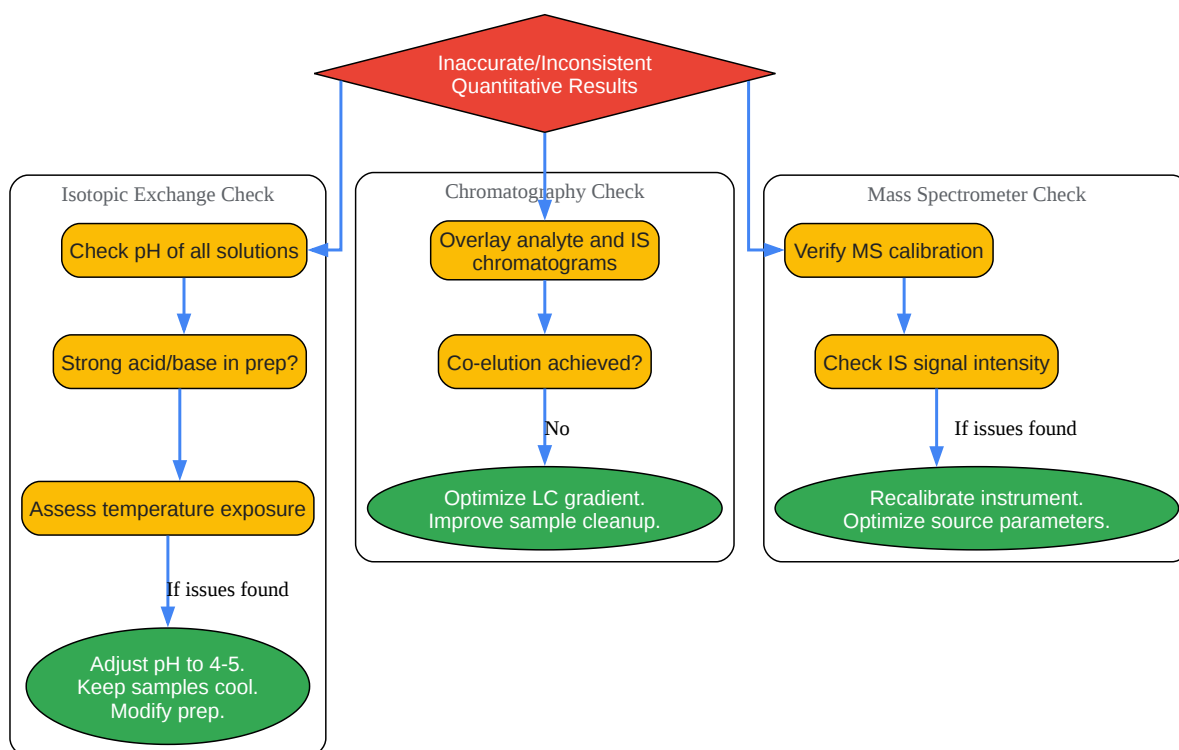 Inaccurate/Inconsistent
Quantitative Results
Isotopic Exchange Check
Check pH of all solutions
Strong acid/base in prep?
Assess temperature exposure
If issues found
Adjust pH to 4-5.
Keep samples cool.
Modify prep.
Chromatography Check
Overlay analyte and IS
chromatograms
Co-elution achieved?
No
Optimize LC gradient.
Improve sample cleanup.
Mass Spectrometer Check
Verify MS calibration
Check IS signal intensity
If issues found
Recalibrate instrument.
Optimize source parameters.